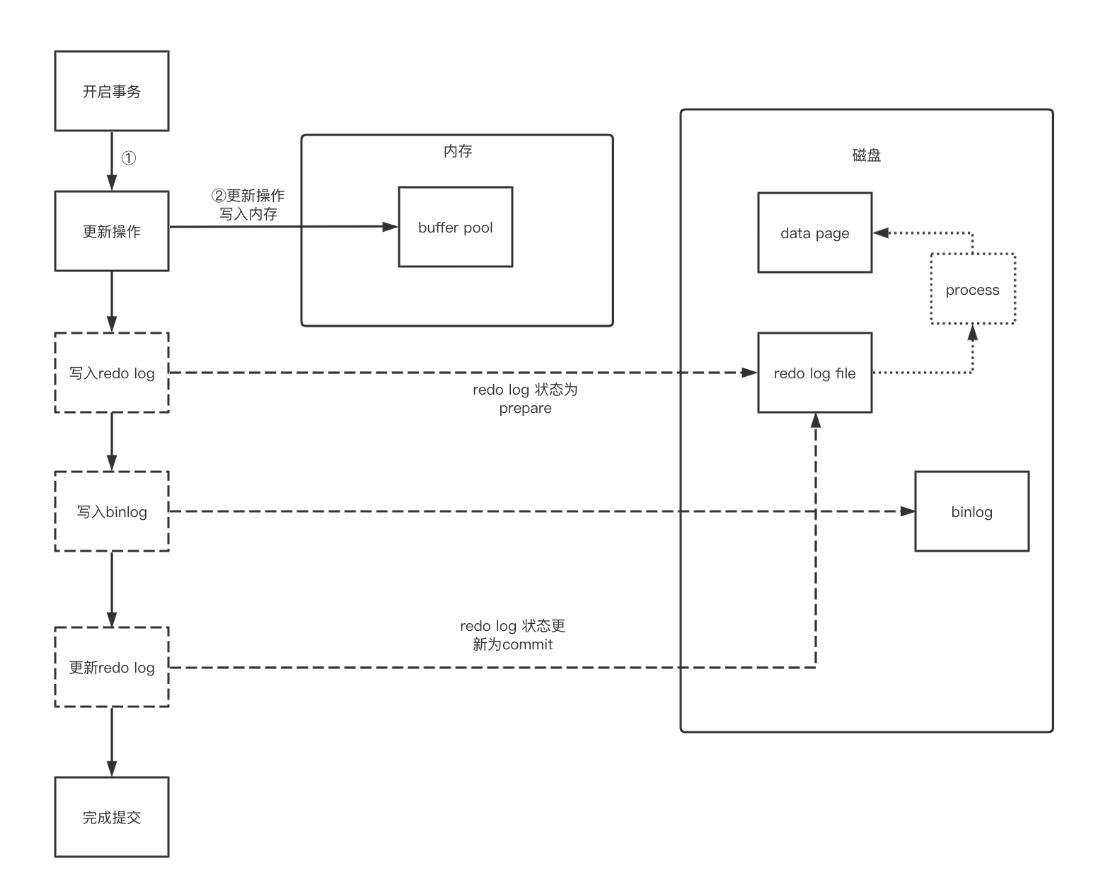 开启事务
①
内存
磁盘
②更新操作
写入内存
更新操作
buffer pool
data page
process
写入redo log
redo log 状态为
prepare
redo log file
写入binlog
binlog
redo log 状态更
新为commit
更新redo log
完成提交